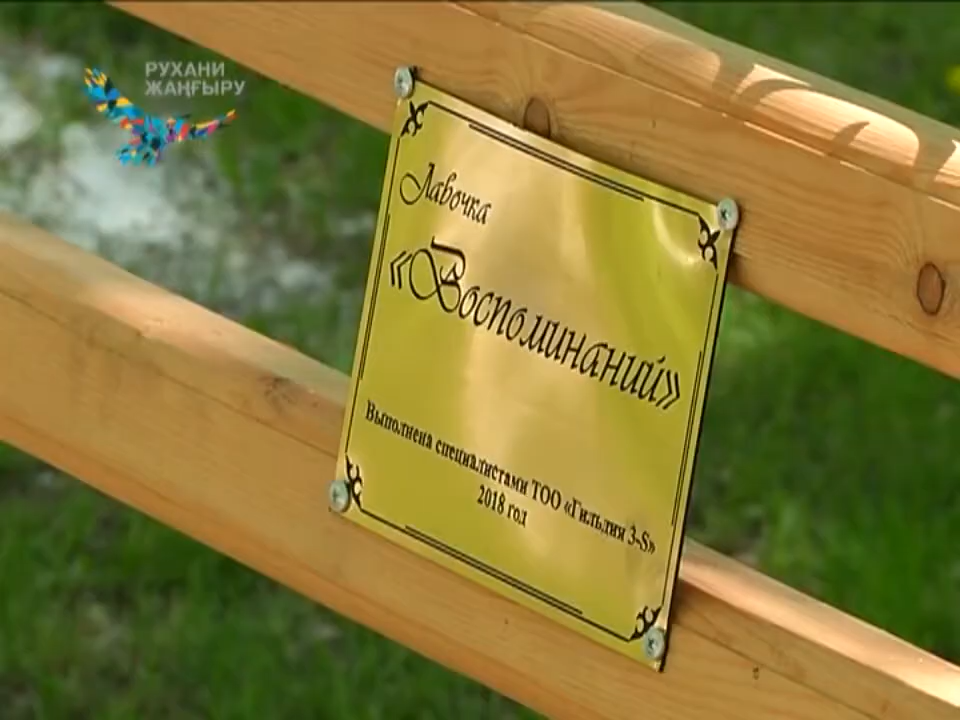 РУХАНИ
ЖАҢҒЫРУ
Лавочка
«Воспоминаний»
Выполнена специалистами ТОО «Гильдия 3-S»
2018 год